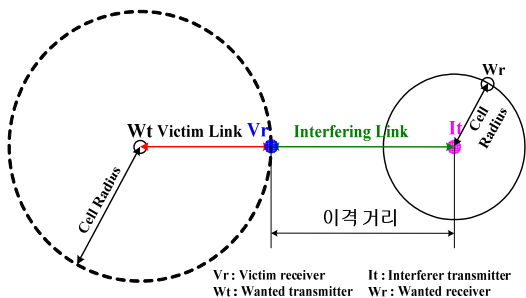 Wr
Wt Victim Link Vr
Interfering Link
It
Cell Radius
Cell Radius
이격 거리
Vr : Victim receiver
It : Interferer transmitter
Wt : Wanted transmitter
Wr : Wanted receiver